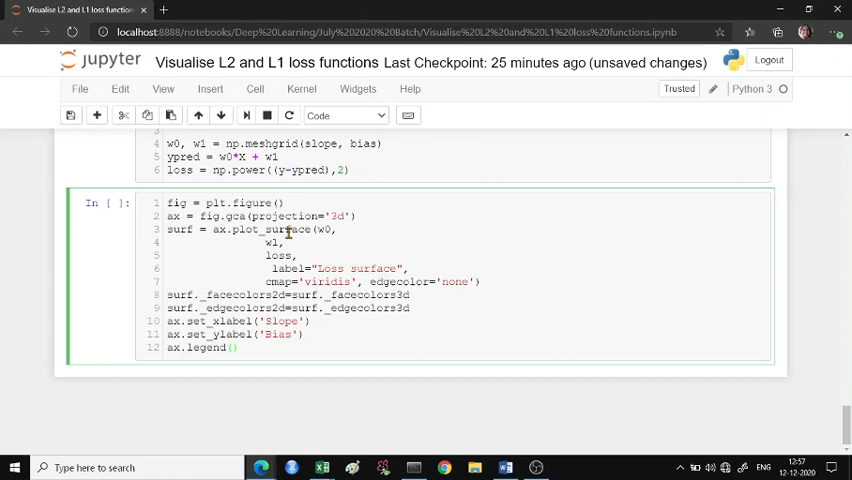 Visualise L2 and L1 loss functions
localhost:8888/notebooks/Deep%20Learning/July%202020%20Batch/Visualise%20L2%20and%20L1%20loss%20functions.ipynb
jupyter Visualise L2 and L1 loss functions Last Checkpoint: 25 minutes ago (unsaved changes) Logout
File Edit View Insert Cell Kernel Widgets Help Trusted Python 3
Code
3
4 w0, w1 = np.meshgrid(slope, bias)
5 ypred = w0*X + w1
6 loss = np.power((y-ypred),2)
In [ ]: 1 fig = plt.figure()
2 ax = fig.gca(projection='3d')
3 surf = ax.plot_surface(w0,
4 w1,
5 loss,
6 label="Loss surface",
7 cmap='viridis', edgecolor='none')
8 surf._facecolors2d=surf._facecolors3d
9 surf._edgecolors2d=surf._edgecolors3d
10 ax.set_xlabel('Slope')
11 ax.set_ylabel('Bias')
12 ax.legend()
Type here to search
ENG
12:57
12-12-2020